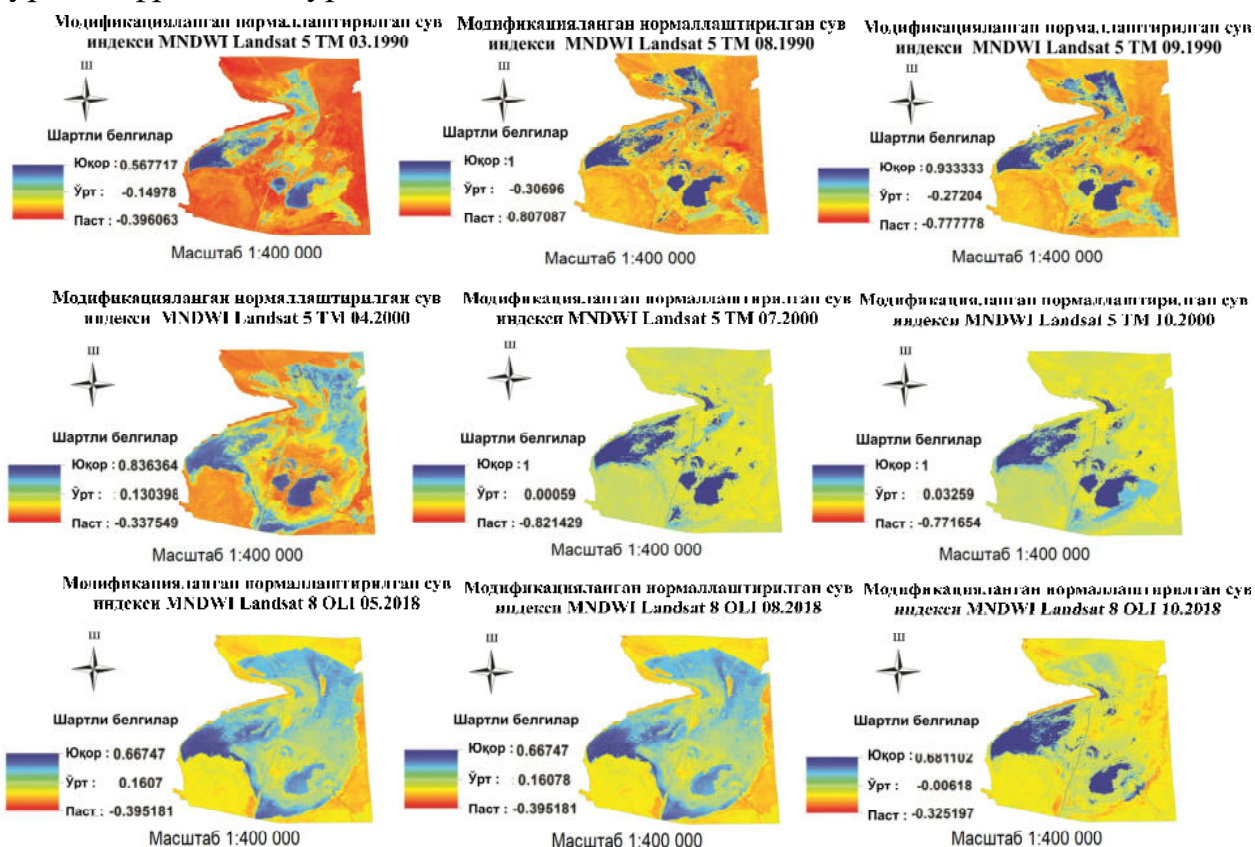 Модификацияланган нормаллаштирилган сув
индекси MNDWI Landsat 5 TM 03.1990
Ш
Шартли белгилар
Юқор : 0.567717
Ўрт : -0.14978
Паст : -0.396063
Масштаб 1:400 000
Модификацияланган нормаллаштирилган сув
индекси MNDWI Landsat 5 TM 08.1990
Ш
Шартли белгилар
Юқор : 1
Ўрт : -0.30696
Паст : -0.807087
Масштаб 1:400 000
Модификацияланган нормаллаштирилган сув
индекси MNDWI Landsat 5 TM 09.1990
Ш
Шартли белгилар
Юқор : 0.933333
Ўрт : -0.27204
Паст : -0.777778
Масштаб 1:400 000
Модификацияланган нормаллаштирилган сув
индекси MNDWI Landsat 5 TM 04.2000
Ш
Шартли белгилар
Юқор : 0.836364
Ўрт : 0.130398
Паст : -0.337549
Масштаб 1:400 000
Модификацияланган нормаллаштирилган сув
индекси MNDWI Landsat 5 TM 07.2000
Ш
Шартли белгилар
Юқор : 1
Ўрт : 0.00059
Паст : -0.821429
Масштаб 1:400 000
Модификацияланган нормаллаштирилган сув
индекси MNDWI Landsat 5 TM 10.2000
Ш
Шартли белгилар
Юқор : 1
Ўрт : 0.03259
Паст : -0.771654
Масштаб 1:400 000
Модификацияланган нормаллаштирилган сув
индекси MNDWI Landsat 8 OLI 05.2018
Ш
Шартли белгилар
Юқор : 0.66747
Ўрт : 0.1607
Паст : -0.395181
Масштаб 1:400 000
Модификацияланган нормаллаштирилган сув
индекси MNDWI Landsat 8 OLI 08.2018
Ш
Шартли белгилар
Юқор : 0.66747
Ўрт : 0.16078
Паст : -0.395181
Масштаб 1:400 000
Модификацияланган нормаллаштирилган сув
индекси MNDWI Landsat 8 OLI 10.2018
Ш
Шартли белгилар
Юқор : 0.681102
Ўрт : -0.00618
Паст : -0.325197
Масштаб 1:400 000